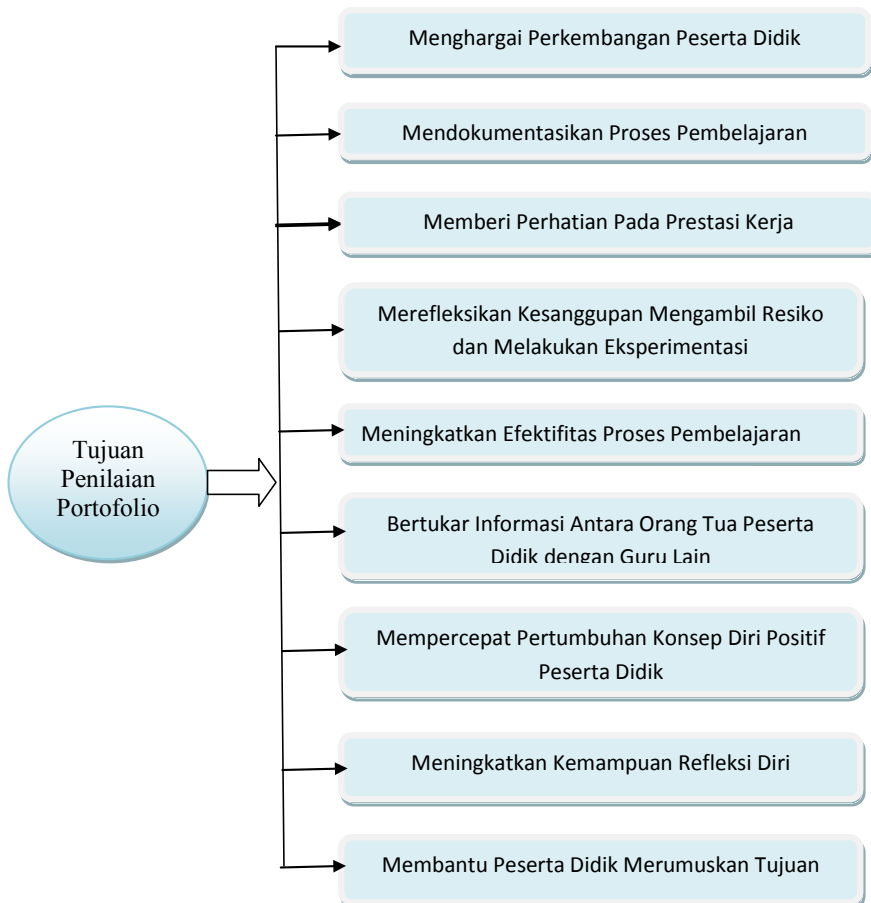 Menghargai Perkembangan Peserta Didik
Mendokumentasikan Proses Pembelajaran
Memberi Perhatian Pada Prestasi Kerja
Merefleksikan Kesanggupan Mengambil Resiko
dan Melakukan Eksperimentasi
Tujuan
Penilaian
Portofolio
Meningkatkan Efektifitas Proses Pembelajaran
Bertukar Informasi Antara Orang Tua Peserta
Didik dengan Guru Lain
Mempercepat Pertumbuhan Konsep Diri Positif
Peserta Didik
Meningkatkan Kemampuan Refleksi Diri
Membantu Peserta Didik Merumuskan Tujuan